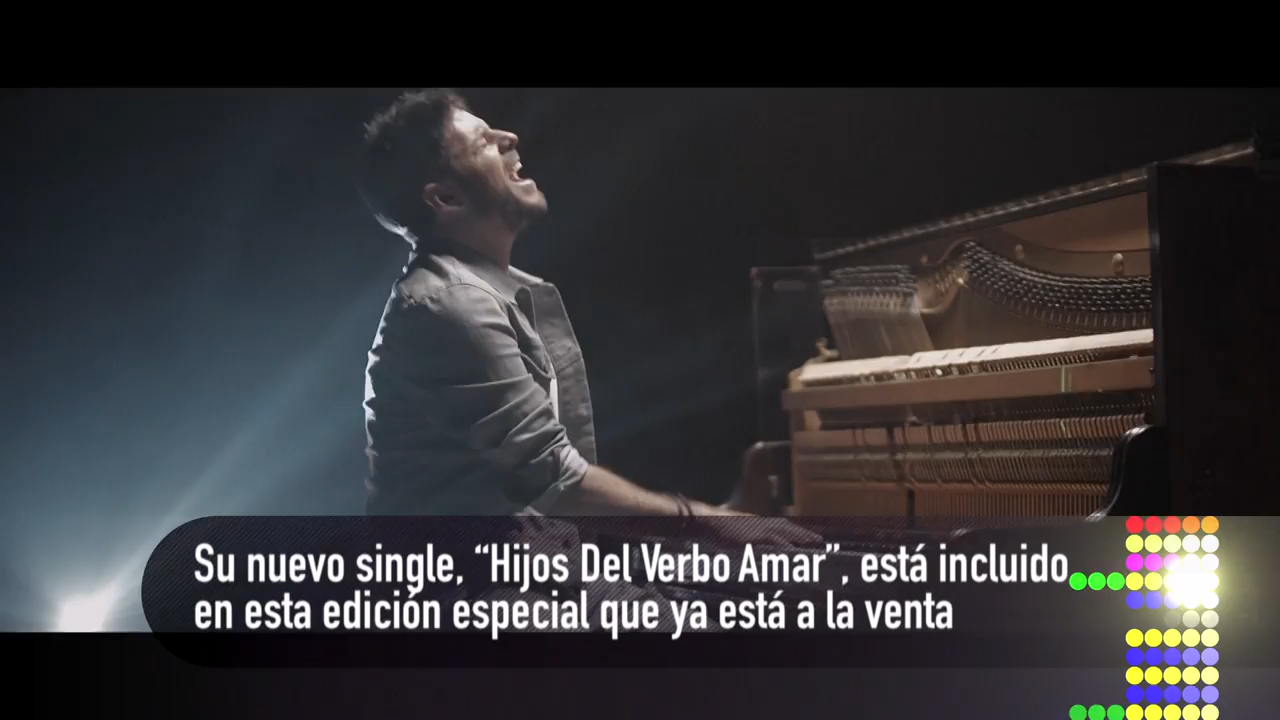 Su nuevo single, “Hijos Del Verbo Amar”, está incluido
en esta edición especial que ya está a la venta